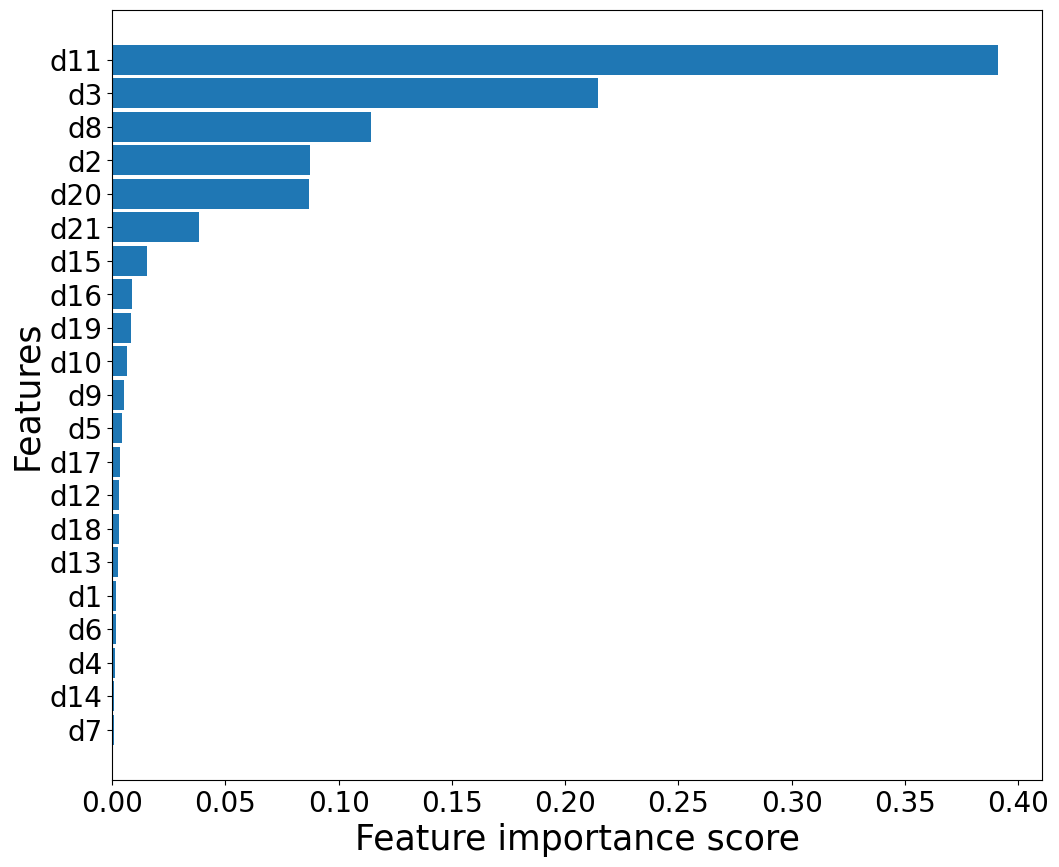 d11
d3
d8
d2
d20
d21
d15
d16
d19
d10
d9
d5
d17
d12
d18
d13
d1
d6
d4
d14
d7
Features
0.00 0.05 0.10 0.15 0.20 0.25 0.30 0.35 0.40
Feature importance score